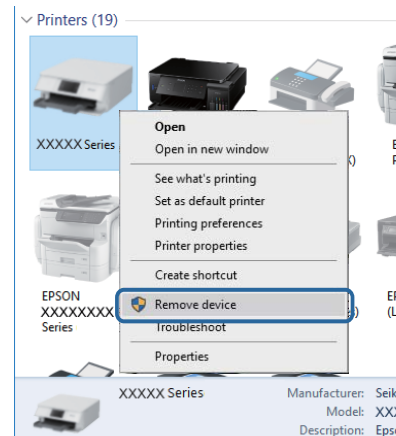 Printers (19)
XXXXX Series
Open
Open in new window
See what's printing
Set as default printer
Printing preferences
Printer properties
Create shortcut
Remove device
Troubleshoot
Properties
EPSON
XXXXXXXX
Series
XXXXX Series
Manufacturer:
Model:
Description: